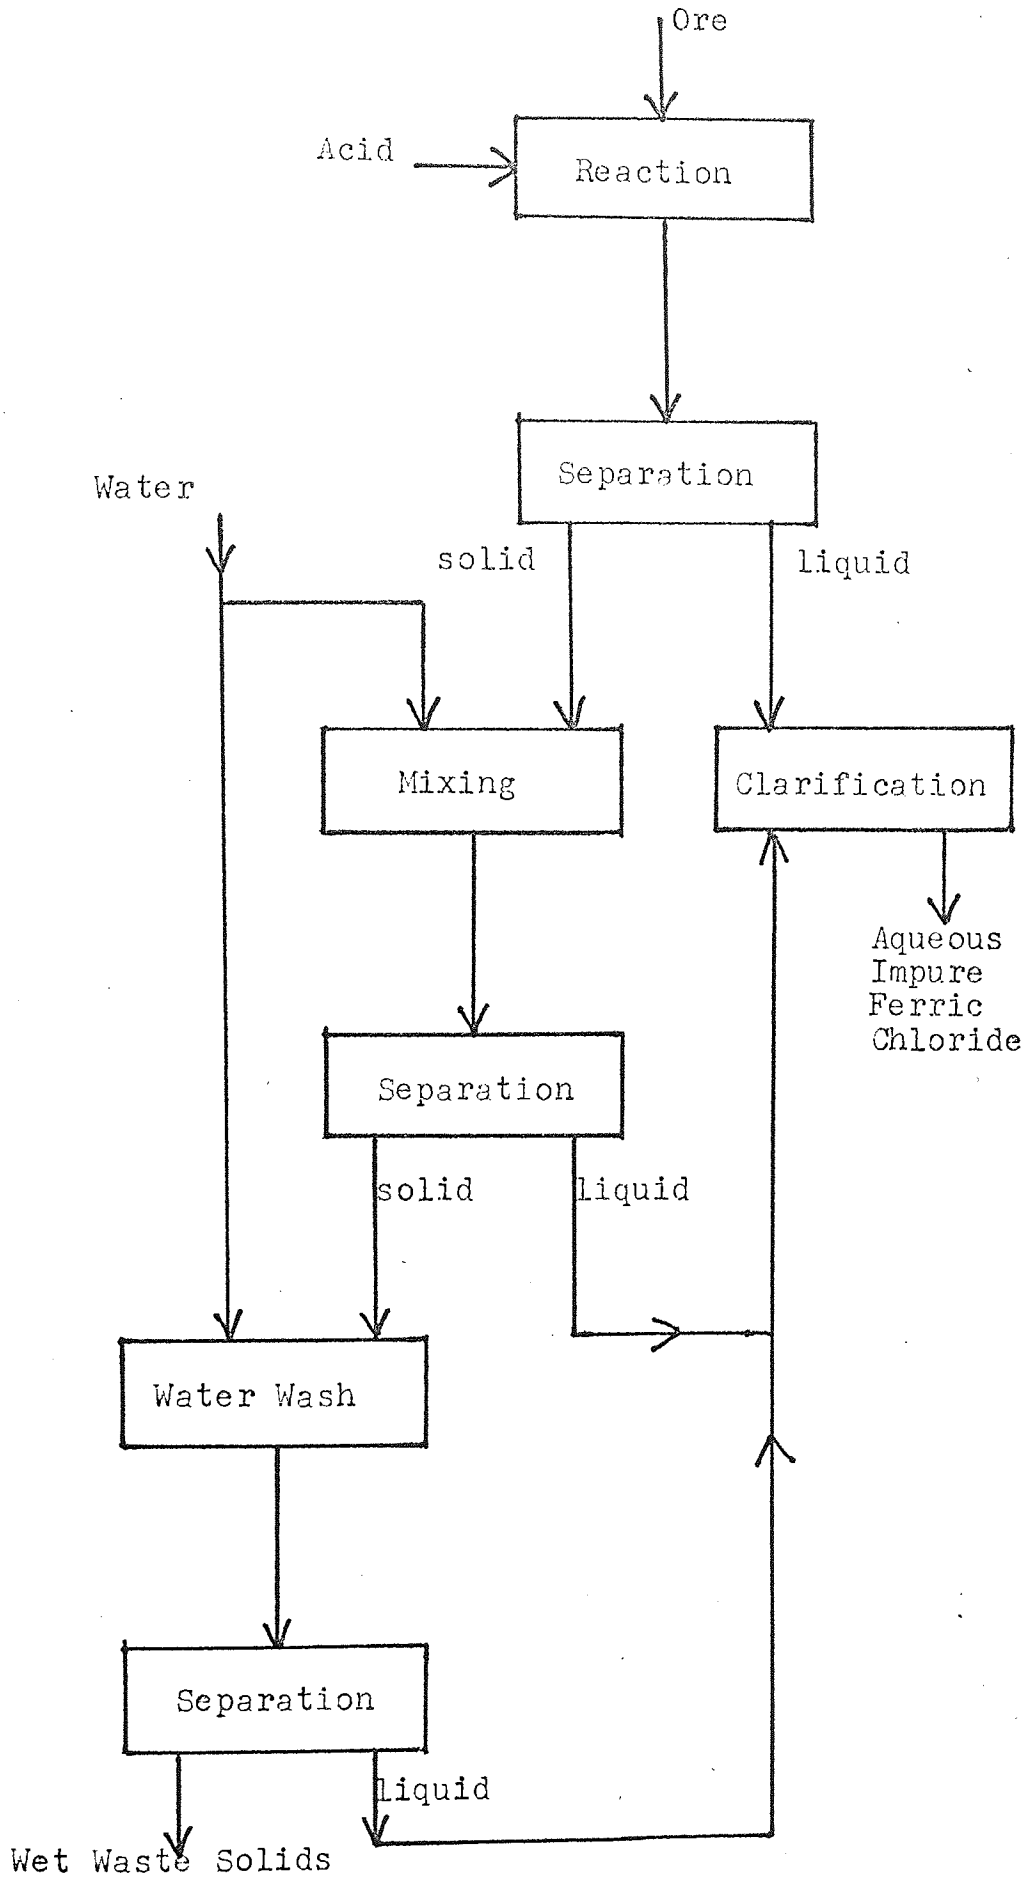 Ore
Acid
Reaction
Separation
Water
solid
liquid
Mixing
Clarification
Aqueous
Impure
Ferric
Chloride
Separation
solid
liquid
Water Wash
Separation
liquid
Wet Waste Solids